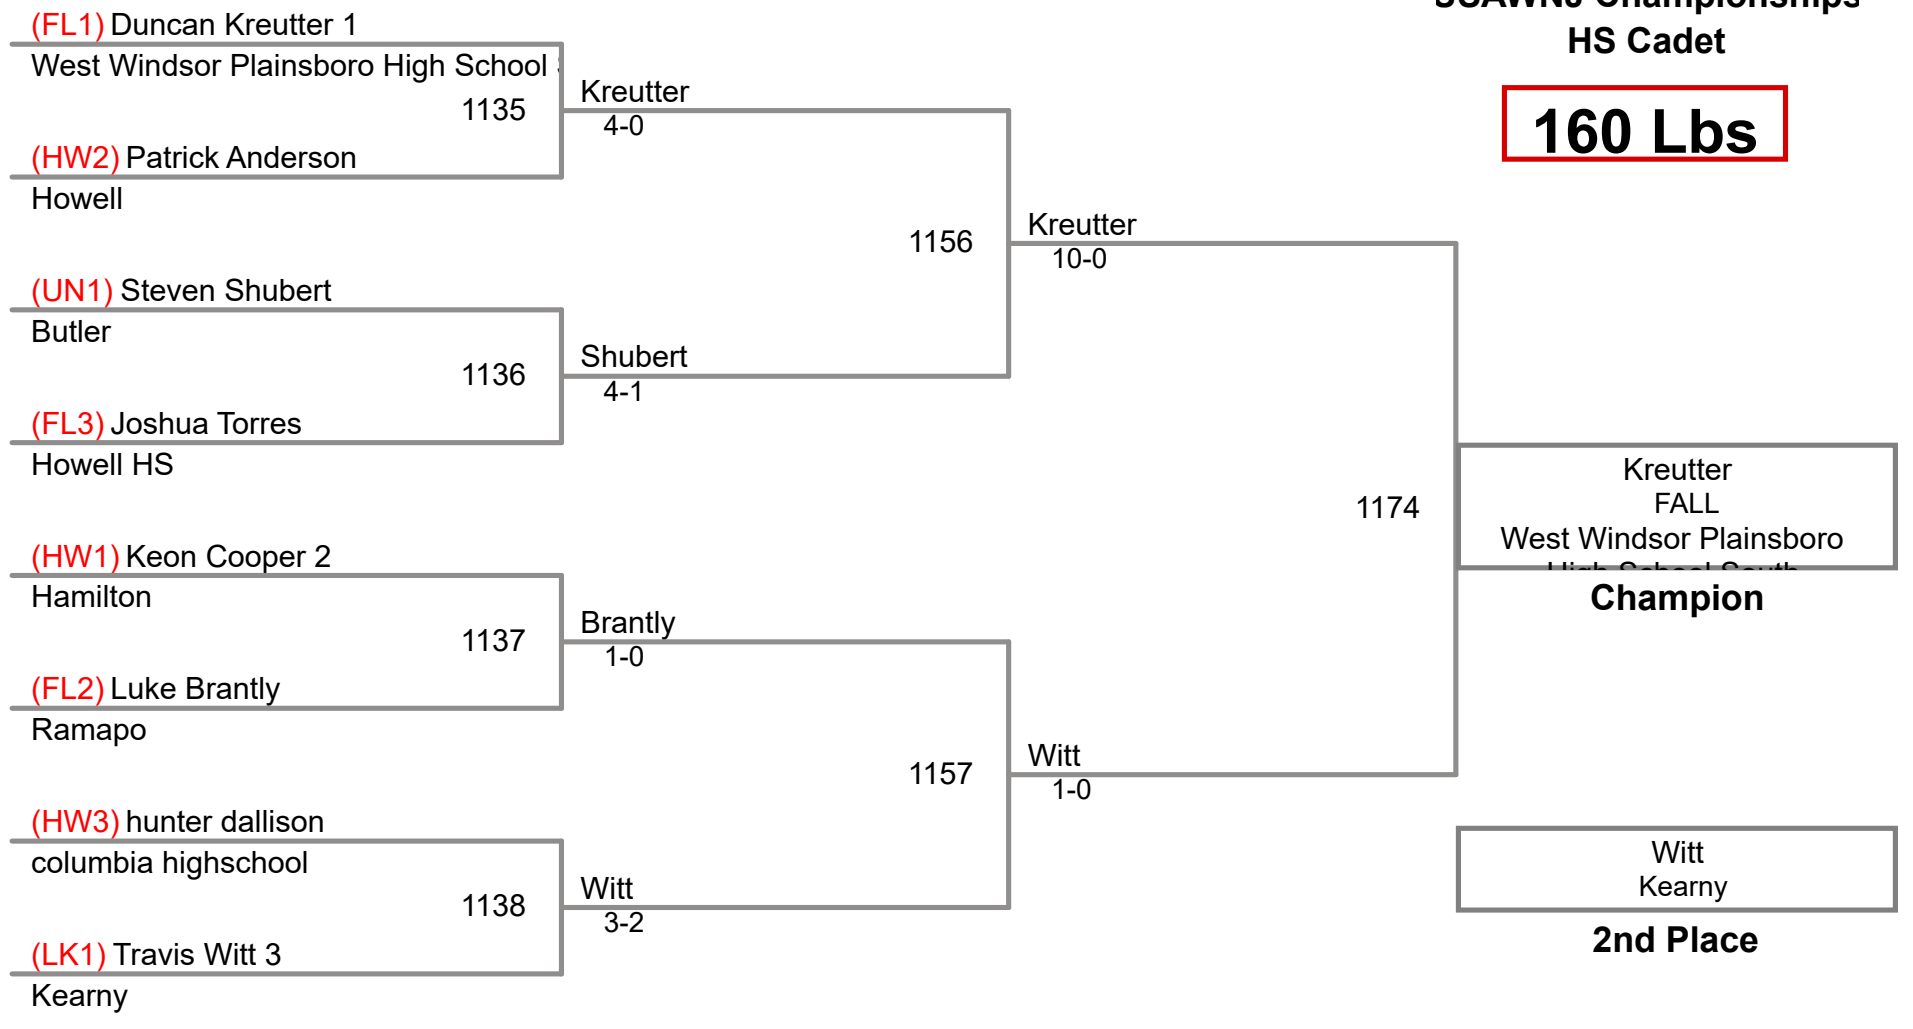 Championships
HS Cadet
160 Lbs
(FL1) Duncan Kreutter 1
West Windsor Plainsboro High School
1135
Kreutter
4-0
(HW2) Patrick Anderson
Howell
1156
Kreutter
10-0
(UN1) Steven Shubert
Butler
1136
Shubert
4-1
(FL3) Joshua Torres
Howell HS
1174
Kreutter
FALL
West Windsor Plainsboro
High School South
Champion
(HW1) Keon Cooper 2
Hamilton
1137
Brantly
1-0
(FL2) Luke Brantly
Ramapo
1157
Witt
1-0
(HW3) hunter dallison
columbia highschool
1138
Witt
3-2
(LK1) Travis Witt 3
Kearny
Witt
Kearny
2nd Place